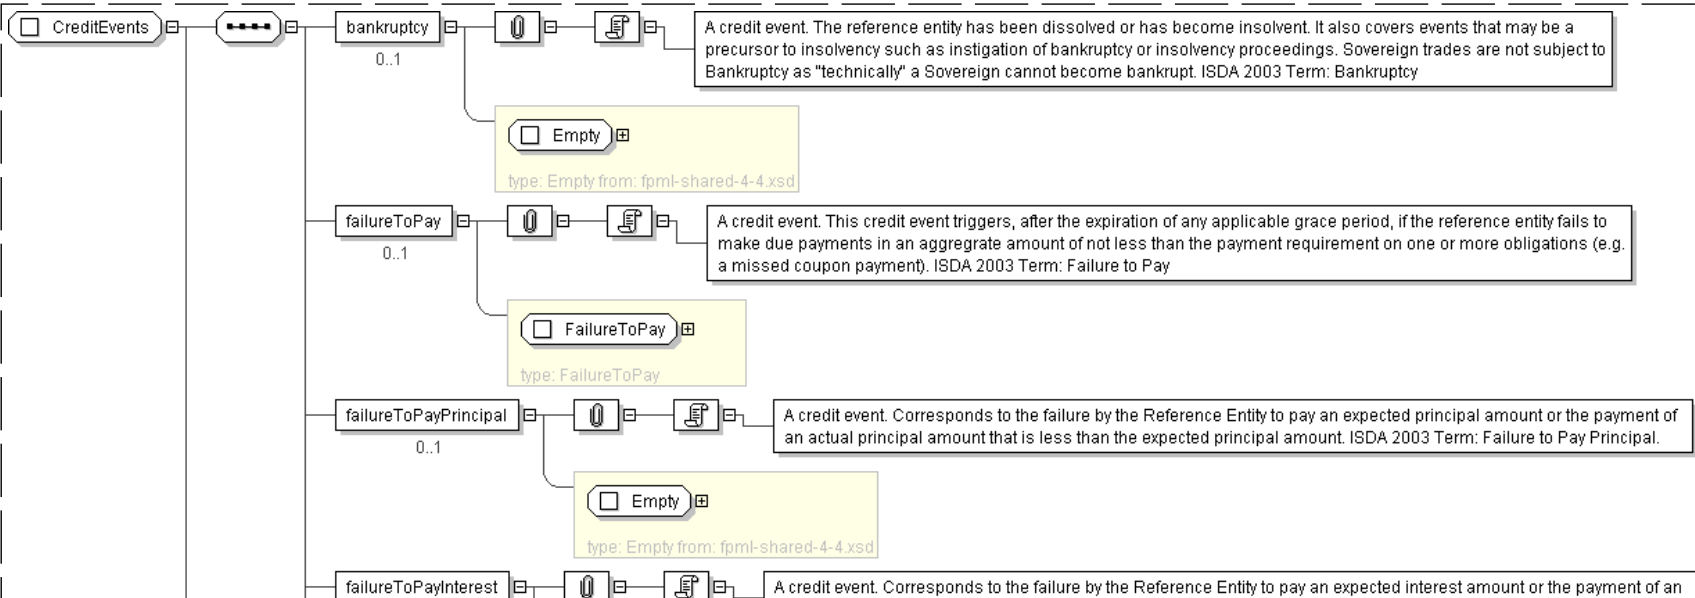 CreditEvents
bankruptcy
0..1
A credit event. The reference entity has been dissolved or has become insolvent. It also covers events that may be a
precursor to insolvency such as instigation of bankruptcy or insolvency proceedings. Sovereign trades are not subject to
Bankruptcy as "technically" a Sovereign cannot become bankrupt. ISDA 2003 Term: Bankruptcy
Empty
type: Empty from: fpml-shared-4-4.xsd
failureToPay
0..1
A credit event. This credit event triggers, after the expiration of any applicable grace period, if the reference entity fails to
make due payments in an aggregrate amount of not less than the payment requirement on one or more obligations (e.g.
a missed coupon payment). ISDA 2003 Term: Failure to Pay
FailureToPay
type: FailureToPay
failureToPayPrincipal
0..1
A credit event. Corresponds to the failure by the Reference Entity to pay an expected principal amount or the payment of
an actual principal amount that is less than the expected principal amount. ISDA 2003 Term: Failure to Pay Principal.
Empty
type: Empty from: fpml-shared-4-4.xsd
failureToPayInterest
A credit event. Corresponds to the failure by the Reference Entity to pay an expected interest amount or the payment of an